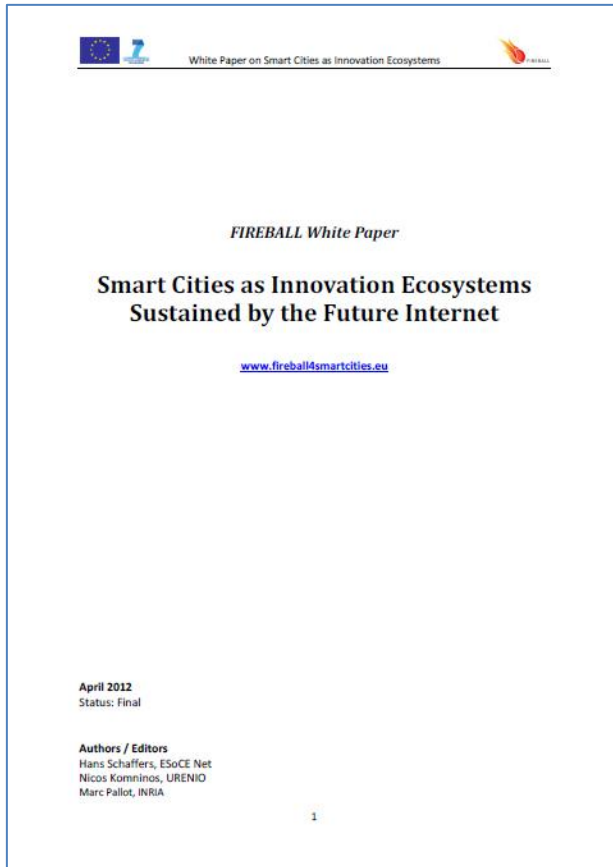 White Paper on Smart Cities as Innovation Ecosystems
FIREBALL
FIREBALL White Paper
Smart Cities as Innovation Ecosystems
Sustained by the Future Internet
www.fireball4smartcities.eu
April 2012
Status: Final
Authors / Editors
Hans Schaffers, ESoCE Net
Nicos Komninos, URENIO
Marc Pallot, INRIA
1